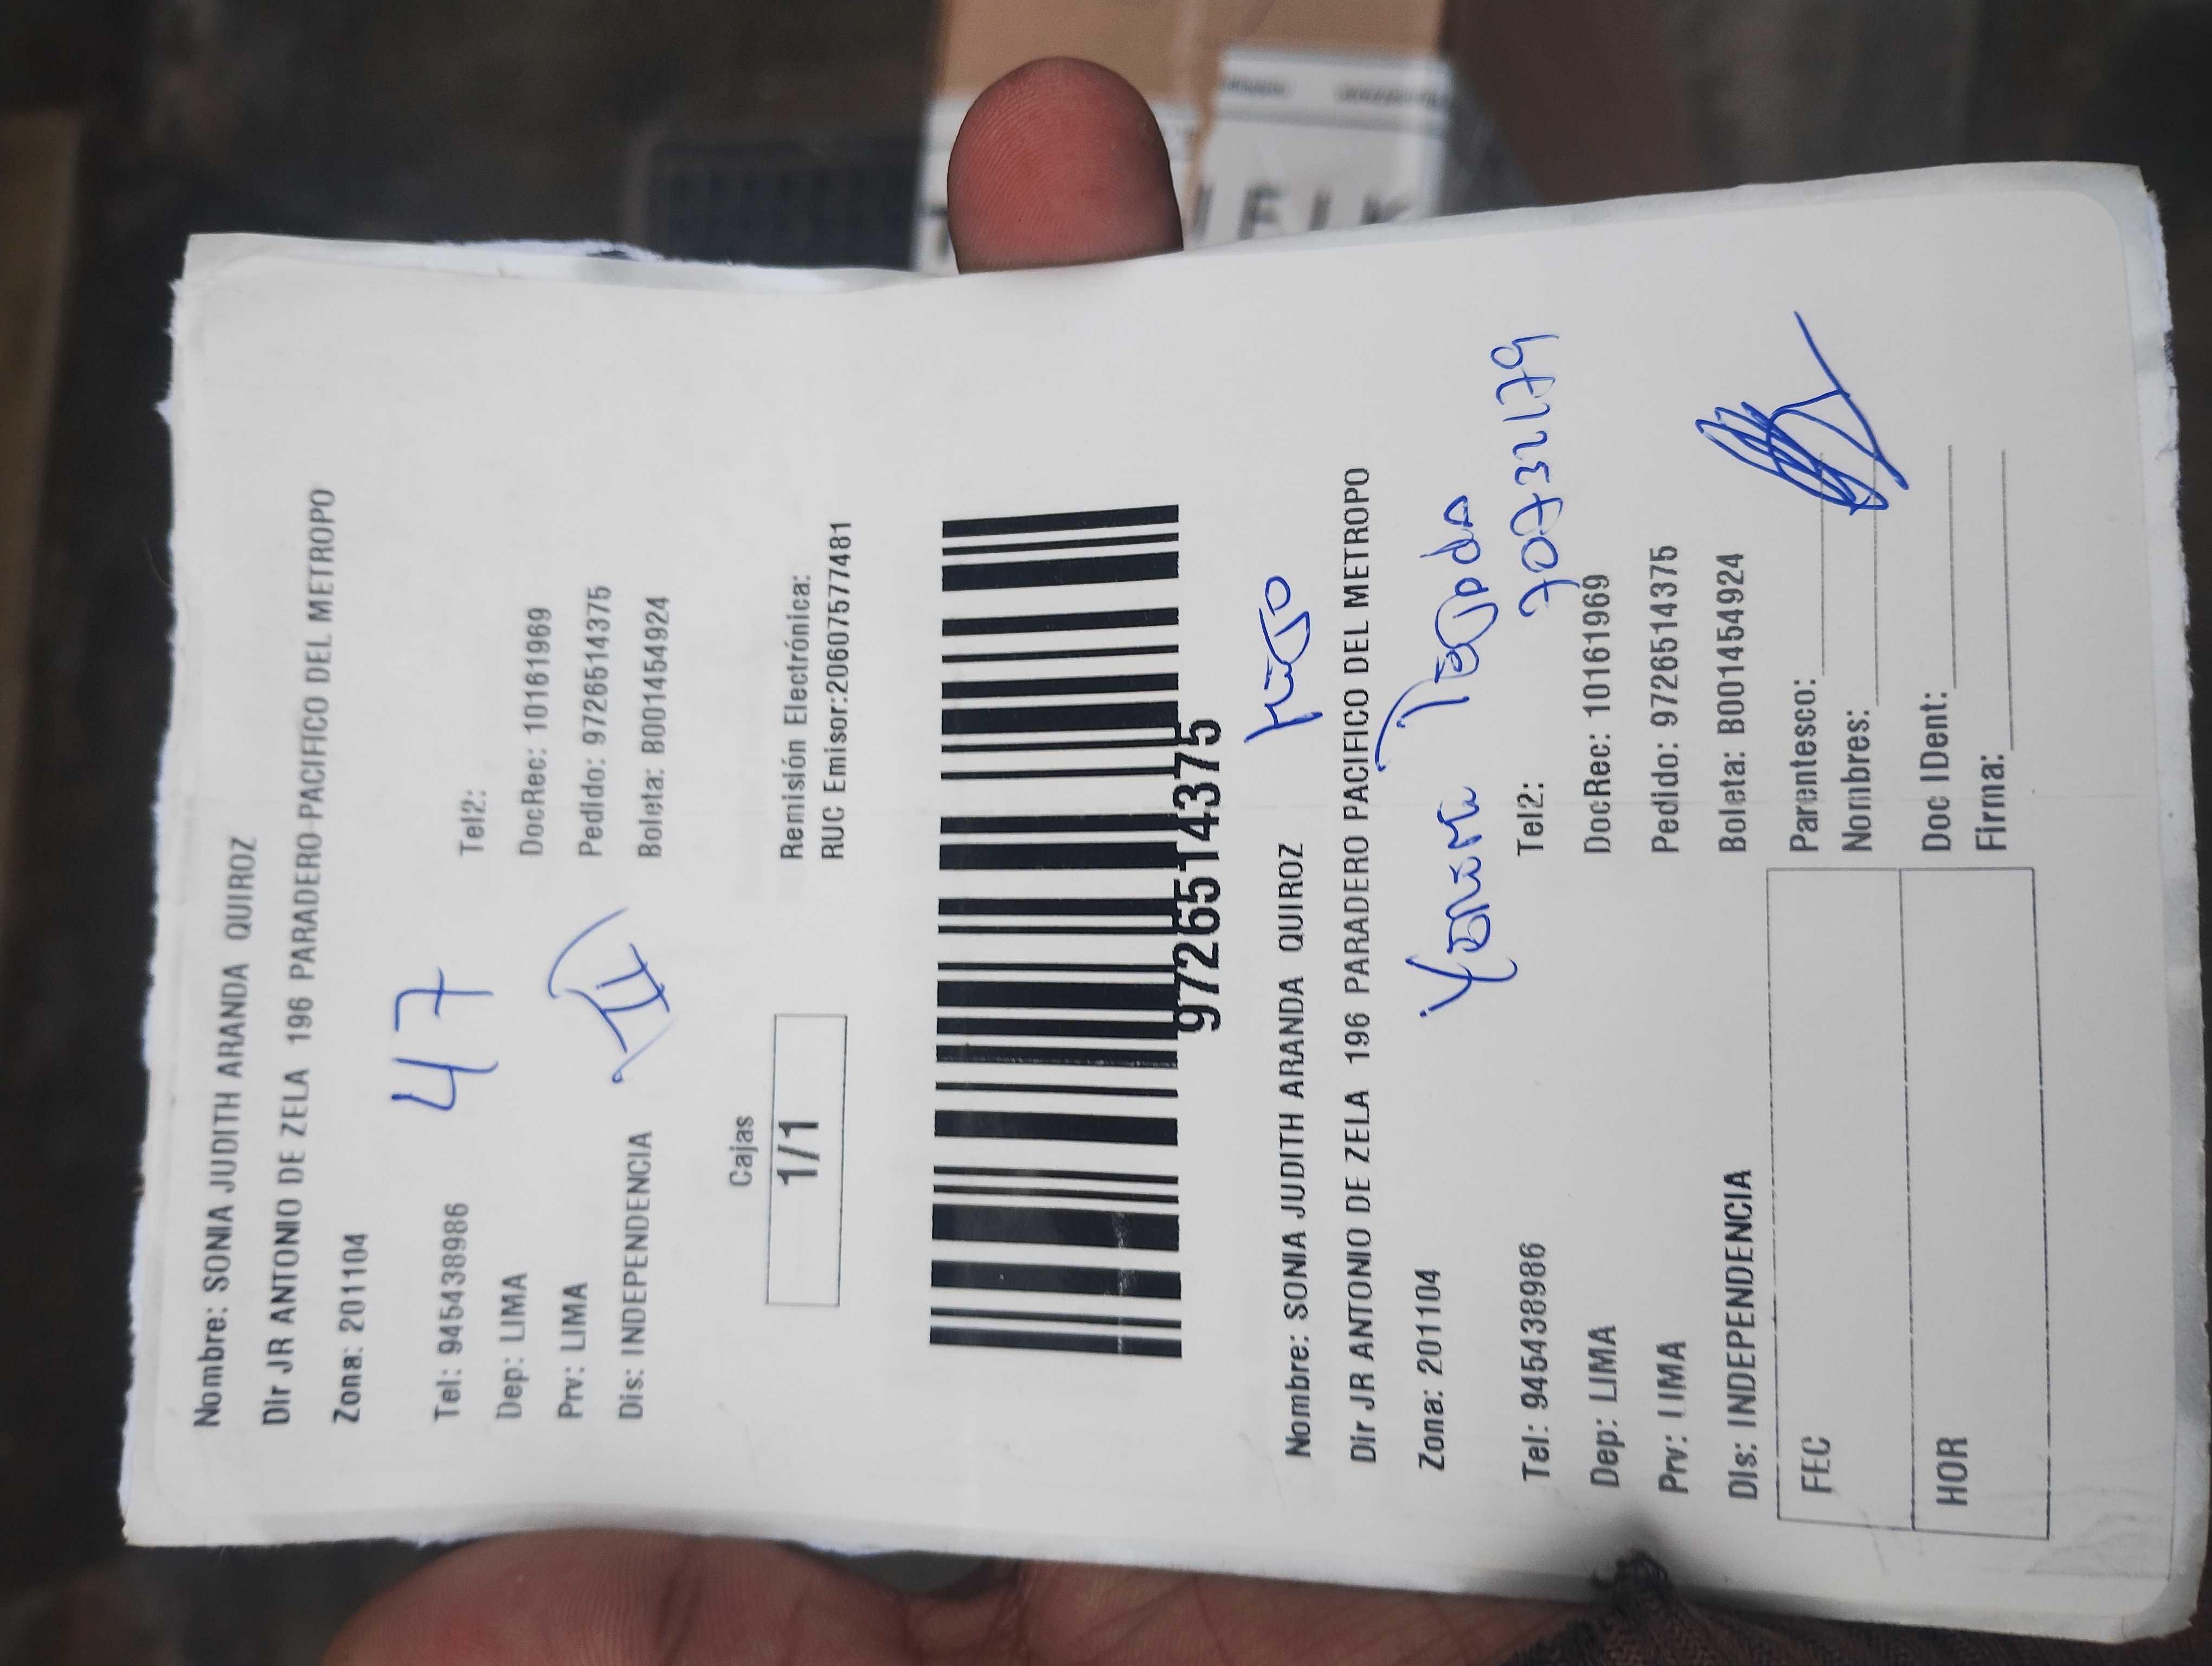 Nombre: SONIA JUDITH ARANDA QUIROZ
Dir JR ANTONIO DE ZELA 196 PARADERO PACIFICO DEL METROPO
Zona: 201104
47
Tel: 945438986 Tel2:
Dep: LIMA DocRec: 10161969
Prv: LIMA Pedido: 9726514375
II
Dis: INDEPENDENCIA Boleta: B001454924
Cajas
1/1
Remisión Electrónica:
RUC Emisor:20607577481
9726514375
Nombre: SONIA JUDITH ARANDA QUIROZ
Dir JR ANTONIO DE ZELA 196 PARADERO PACIFICO DEL METROPO
Zona: 201104
70732179
Tel: 945438986 Tel2:
Dep: LIMA DocRec: 10161969
Prv: LIMA Pedido: 9726514375
Dis: INDEPENDENCIA Boleta: B001454924
FEC Parentesco:
Nombres:
HOR Doc IDent:
Firma: